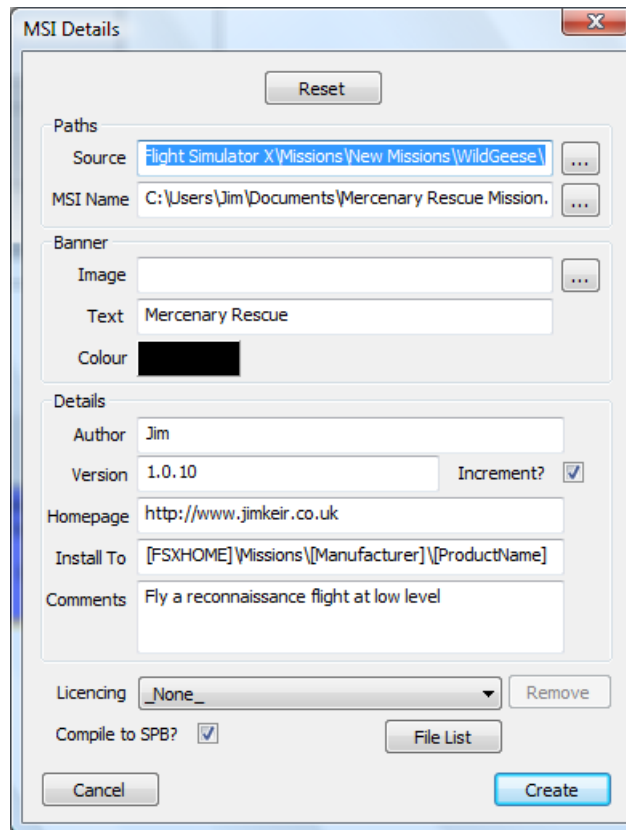 MSI Details
Reset
Paths
Source Flight Simulator X\Missions\New Missions\WildGeese\
...
MSI Name C:\Users\Jim\Documents\Mercenary Rescue Mission.
...
Banner
Image
...
Text Mercenary Rescue
Colour
Details
Author Jim
Version 1.0.10 Increment?
Homepage http://www.jimkeir.co.uk
Install To [FSXHOME]\Missions\[Manufacturer]\[ProductName]
Comments Fly a reconnaissance flight at low level
Licencing _None_ Remove
Compile to SPB? File List
Cancel Create